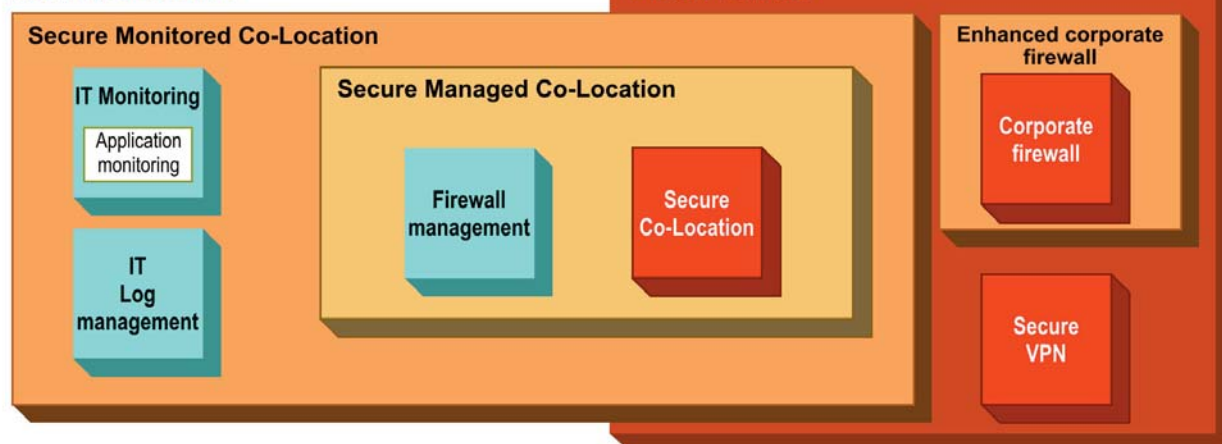 Secure Monitored Co-Location
Enhanced corporate
firewall
IT Monitoring
Application
monitoring
Secure Managed Co-Location
Corporate
firewall
Firewall
management
Secure
Co-Location
IT
Log
management
Secure
VPN